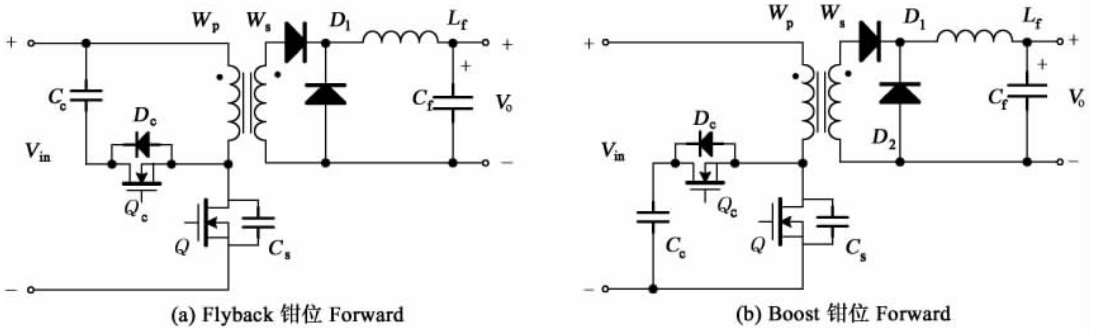 W_p W_s D_1 L_f
+ +
+
C_c C_f V_o
D_c
V_in
Q_c
Q C_s
− −
(a) Flyback 钳位 Forward
W_p W_s D_1 L_f
+ +
+
C_f V_o
D_c D_2
V_in
Q_c
C_c Q C_s
− −
(b) Boost 钳位 Forward